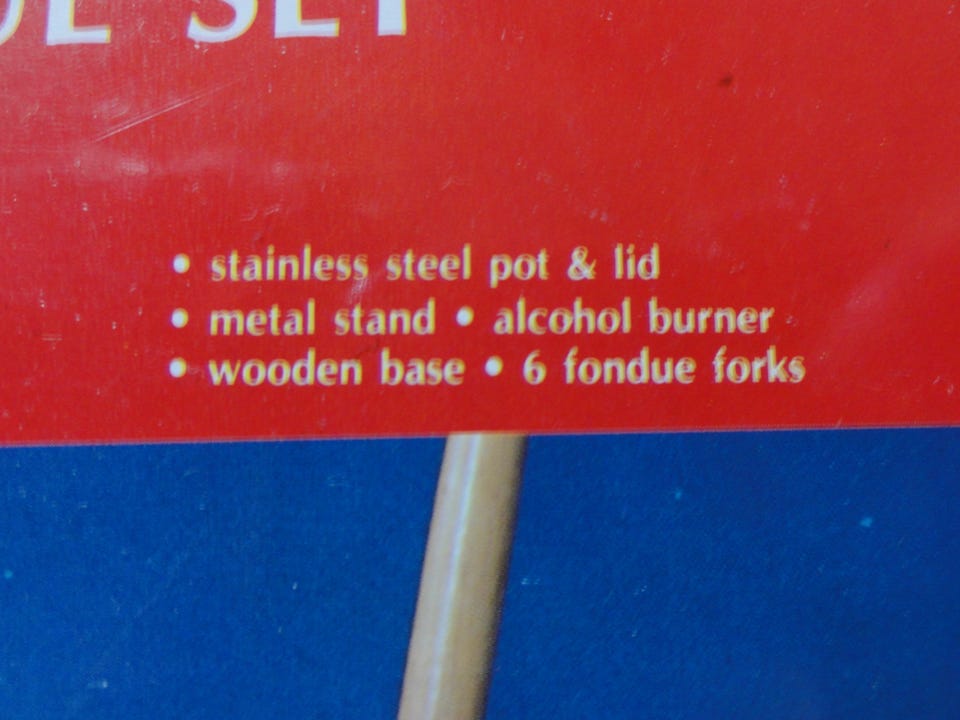 SET
• stainless steel pot & lid
• metal stand • alcohol burner
• wooden base • 6 fondue forks